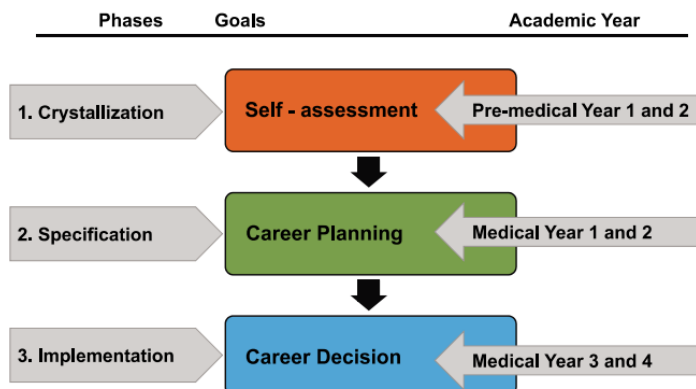 Phases Goals Academic Year
1. Crystallization Self - assessment Pre-medical Year 1 and 2
2. Specification Career Planning Medical Year 1 and 2
3. Implementation Career Decision Medical Year 3 and 4